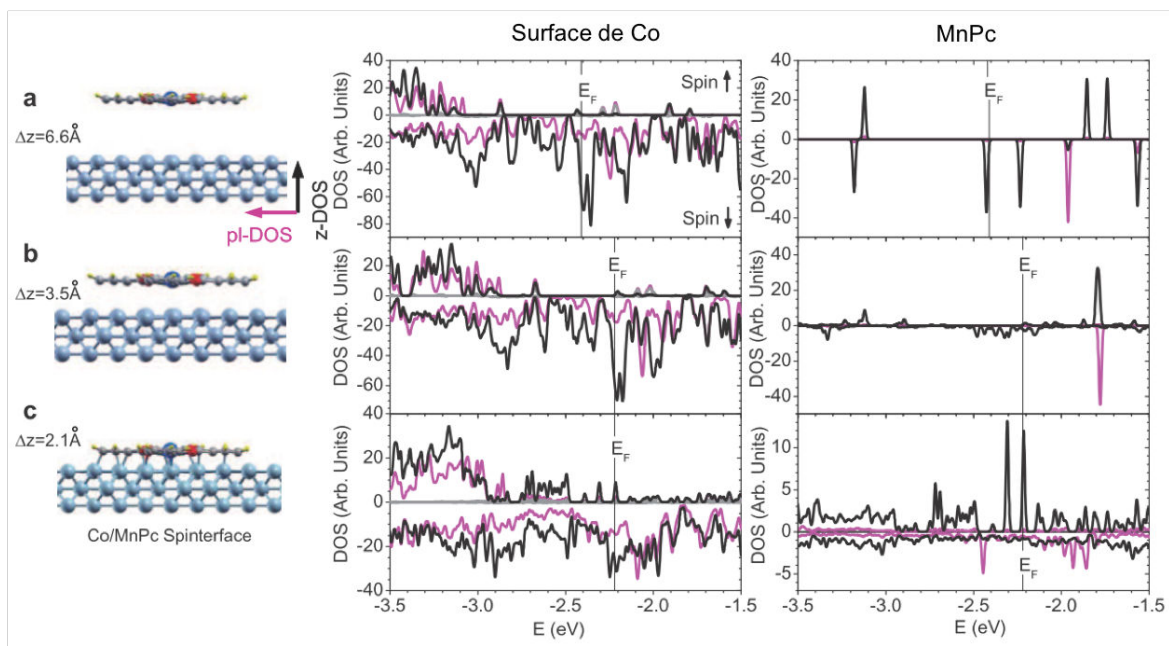 Surface de Co
MnPc
a
Δz=6.6Å
z-DOS
pl-DOS
b
Δz=3.5Å
c
Δz=2.1Å
Co/MnPc Spinterface
DOS (Arb. Units)
40
20
0
-20
-40
-60
-80
E_F
Spin ↑
Spin ↓
DOS (Arb. Units)
40
20
0
-20
-40
E_F
DOS (Arb. Units)
20
0
-20
-40
-60
E_F
DOS (Arb. Units)
40
20
0
-20
-40
E_F
DOS (Arb. Units)
40
20
0
-20
-40
E_F
-3.5 -3.0 -2.5 -2.0 -1.5
E (eV)
DOS (Arb. Units)
10
5
0
-5
E_F
-3.5 -3.0 -2.5 -2.0 -1.5
E (eV)